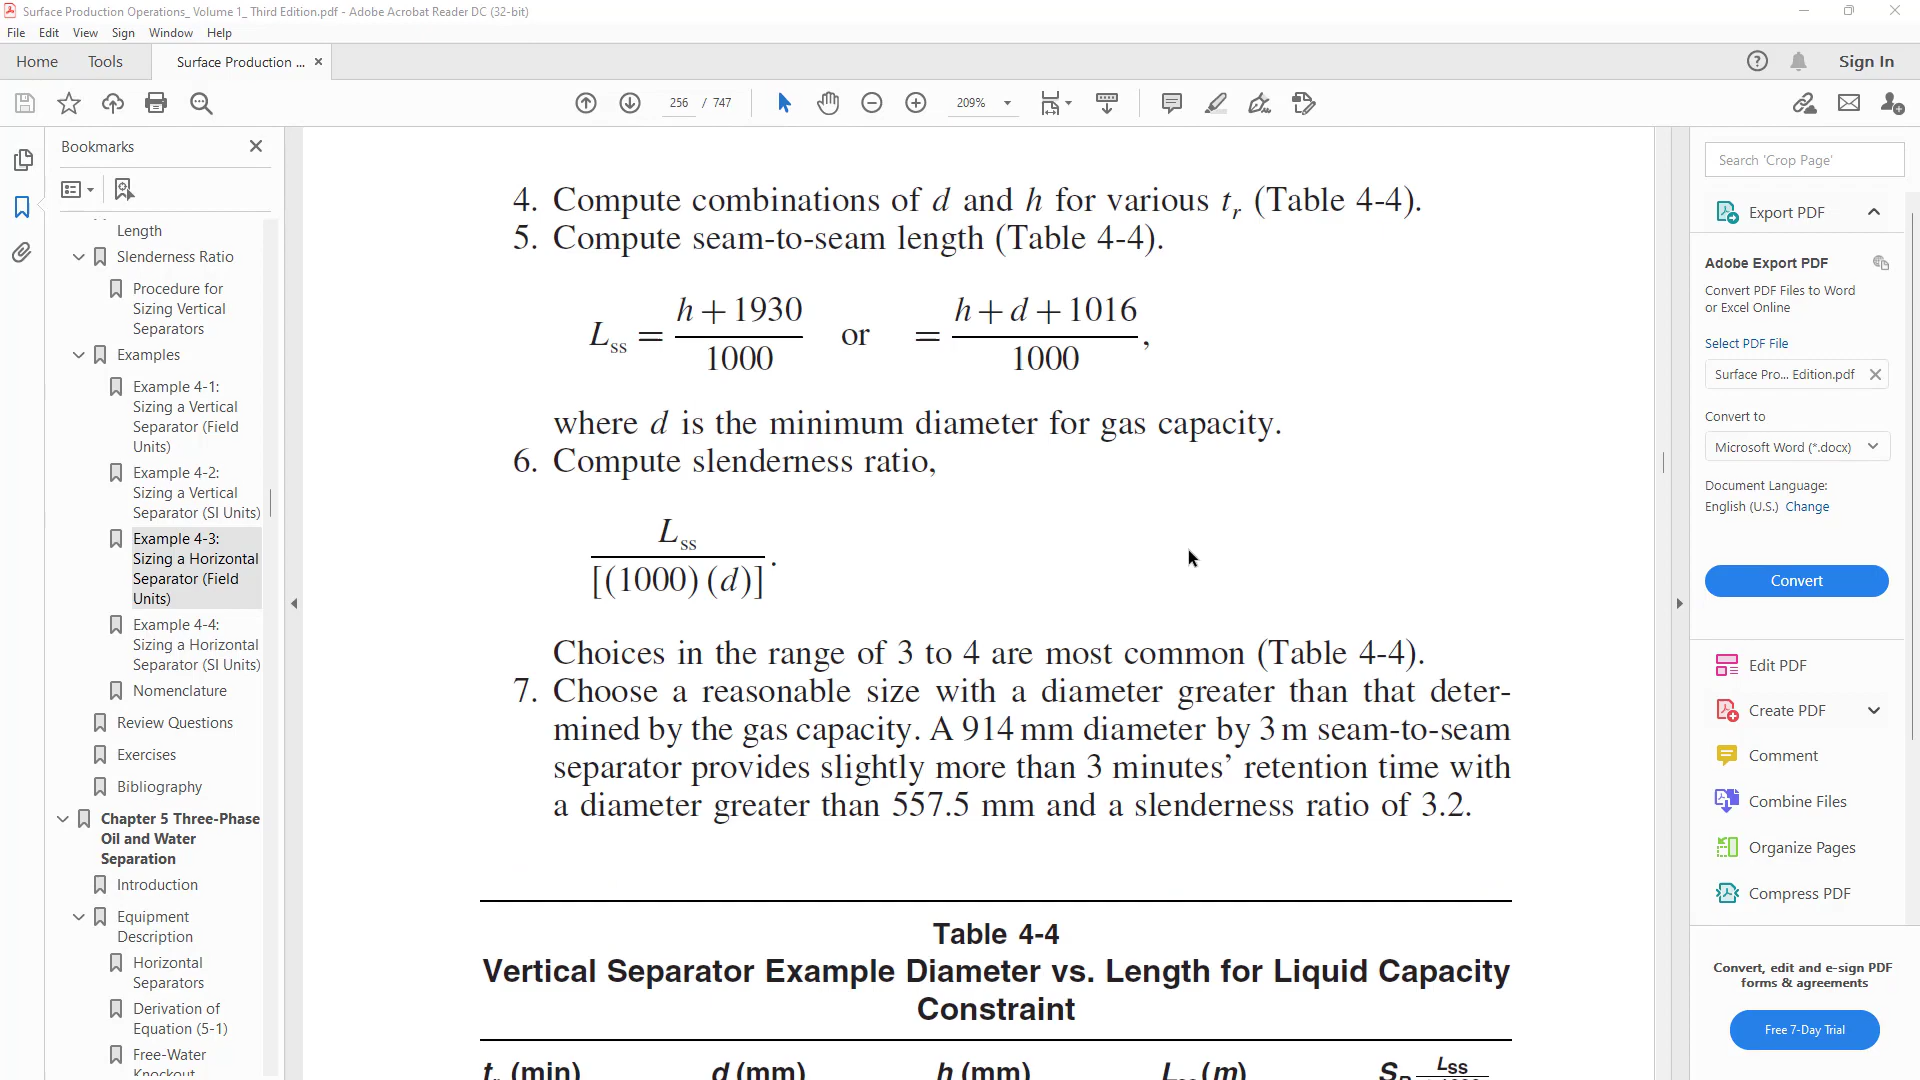 Surface Production Operations_ Volume 1_ Third Edition.pdf - Adobe Acrobat Reader DC (32-bit)
File Edit View Sign Window Help
Home Tools Surface Production ... × Sign In
256 / 747 209%
Bookmarks
Length
Slenderness Ratio
Procedure for
Sizing Vertical
Separators
Examples
Example 4-1:
Sizing a Vertical
Separator (Field
Units)
Example 4-2:
Sizing a Vertical
Separator (SI Units)
Example 4-3:
Sizing a Horizontal
Separator (Field
Units)
Example 4-4:
Sizing a Horizontal
Separator (SI Units)
Nomenclature
Review Questions
Exercises
Bibliography
Chapter 5 Three-Phase
Oil and Water
Separation
Introduction
Equipment
Description
Horizontal
Separators
Derivation of
Equation (5-1)
Free-Water
Knockout
4. Compute combinations of d and h for various t_r (Table 4-4).
5. Compute seam-to-seam length (Table 4-4).
L_ss = (h + 1930)/1000 or = (h + d + 1016)/1000,
where d is the minimum diameter for gas capacity.
6. Compute slenderness ratio,
L_ss/[(1000) (d)].
Choices in the range of 3 to 4 are most common (Table 4-4).
7. Choose a reasonable size with a diameter greater than that deter-
mined by the gas capacity. A 914 mm diameter by 3 m seam-to-seam
separator provides slightly more than 3 minutes' retention time with
a diameter greater than 557.5 mm and a slenderness ratio of 3.2.
Table 4-4
Vertical Separator Example Diameter vs. Length for Liquid Capacity
Constraint
t_r (min) d (mm) h (mm) L_ss (m) S_R L_SS
Search 'Crop Page'
Export PDF
Adobe Export PDF
Convert PDF Files to Word
or Excel Online
Select PDF File
Surface Pro... Edition.pdf
Convert to
Microsoft Word (*.docx)
Document Language:
English (U.S.) Change
Convert
Edit PDF
Create PDF
Comment
Combine Files
Organize Pages
Compress PDF
Convert, edit and e-sign PDF
forms & agreements
Free 7-Day Trial